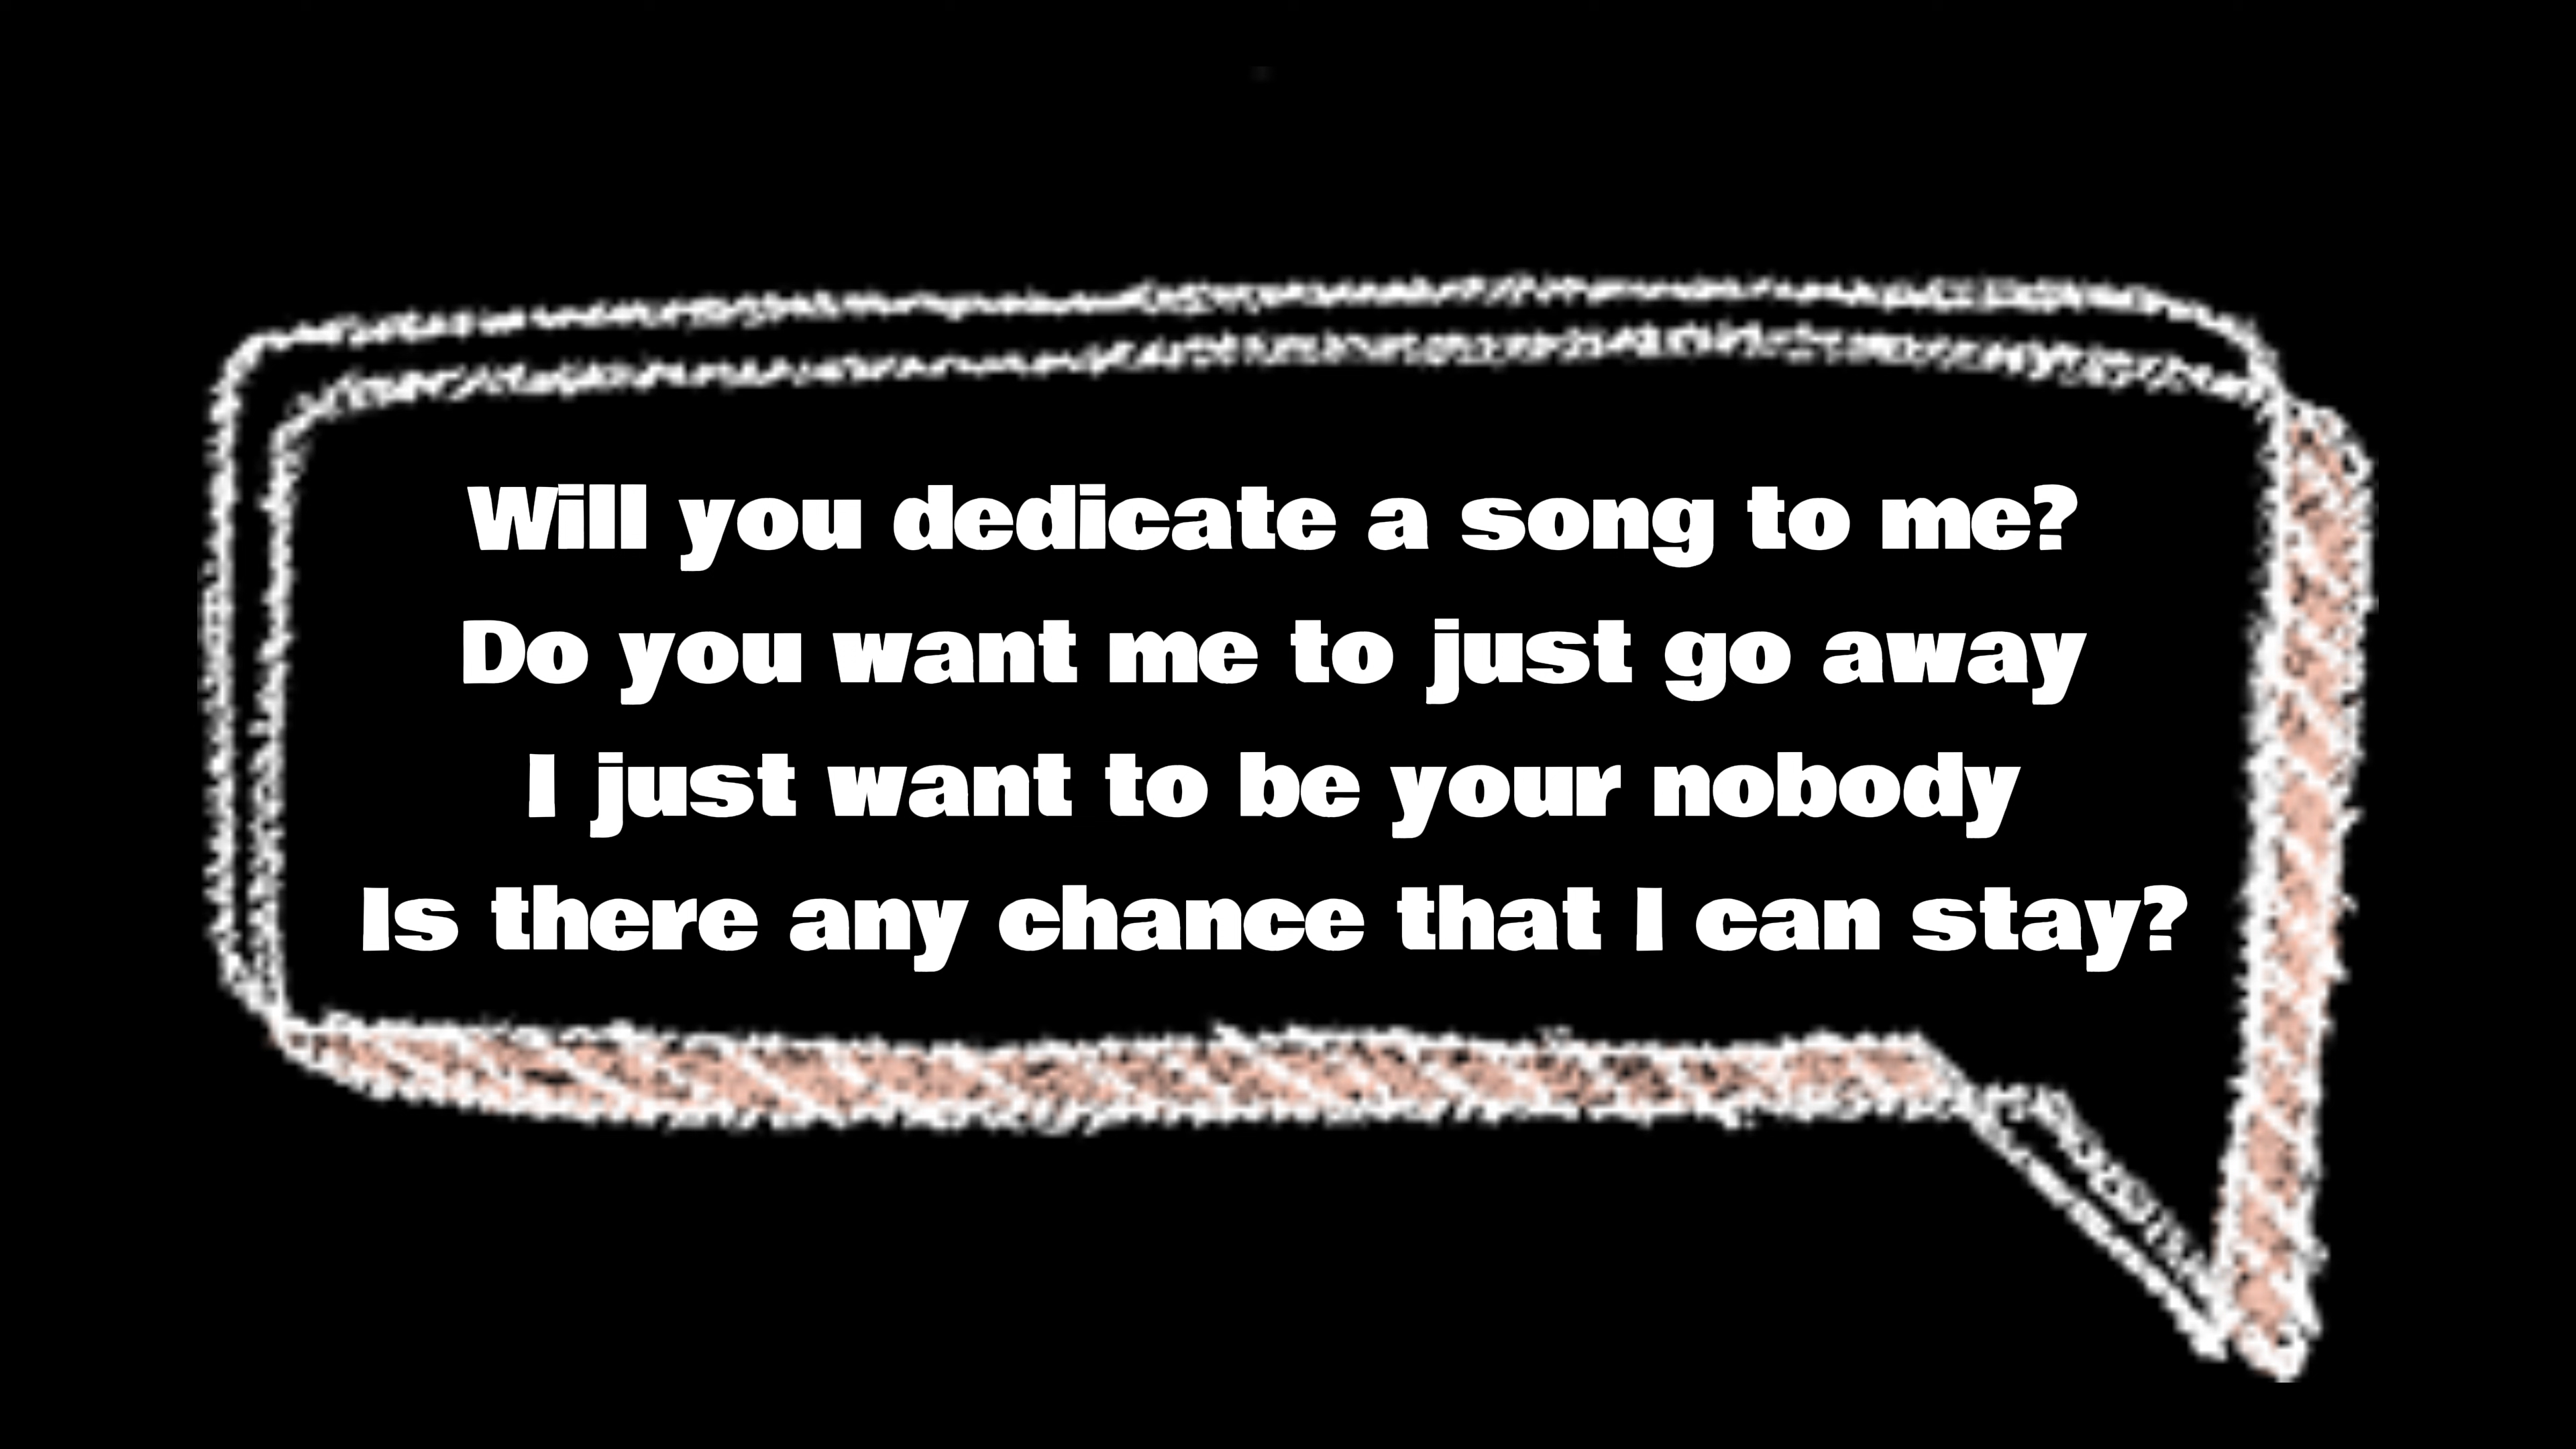 Will you dedicate a song to me?
Do you want me to just go away
I just want to be your nobody
Is there any chance that I can stay?